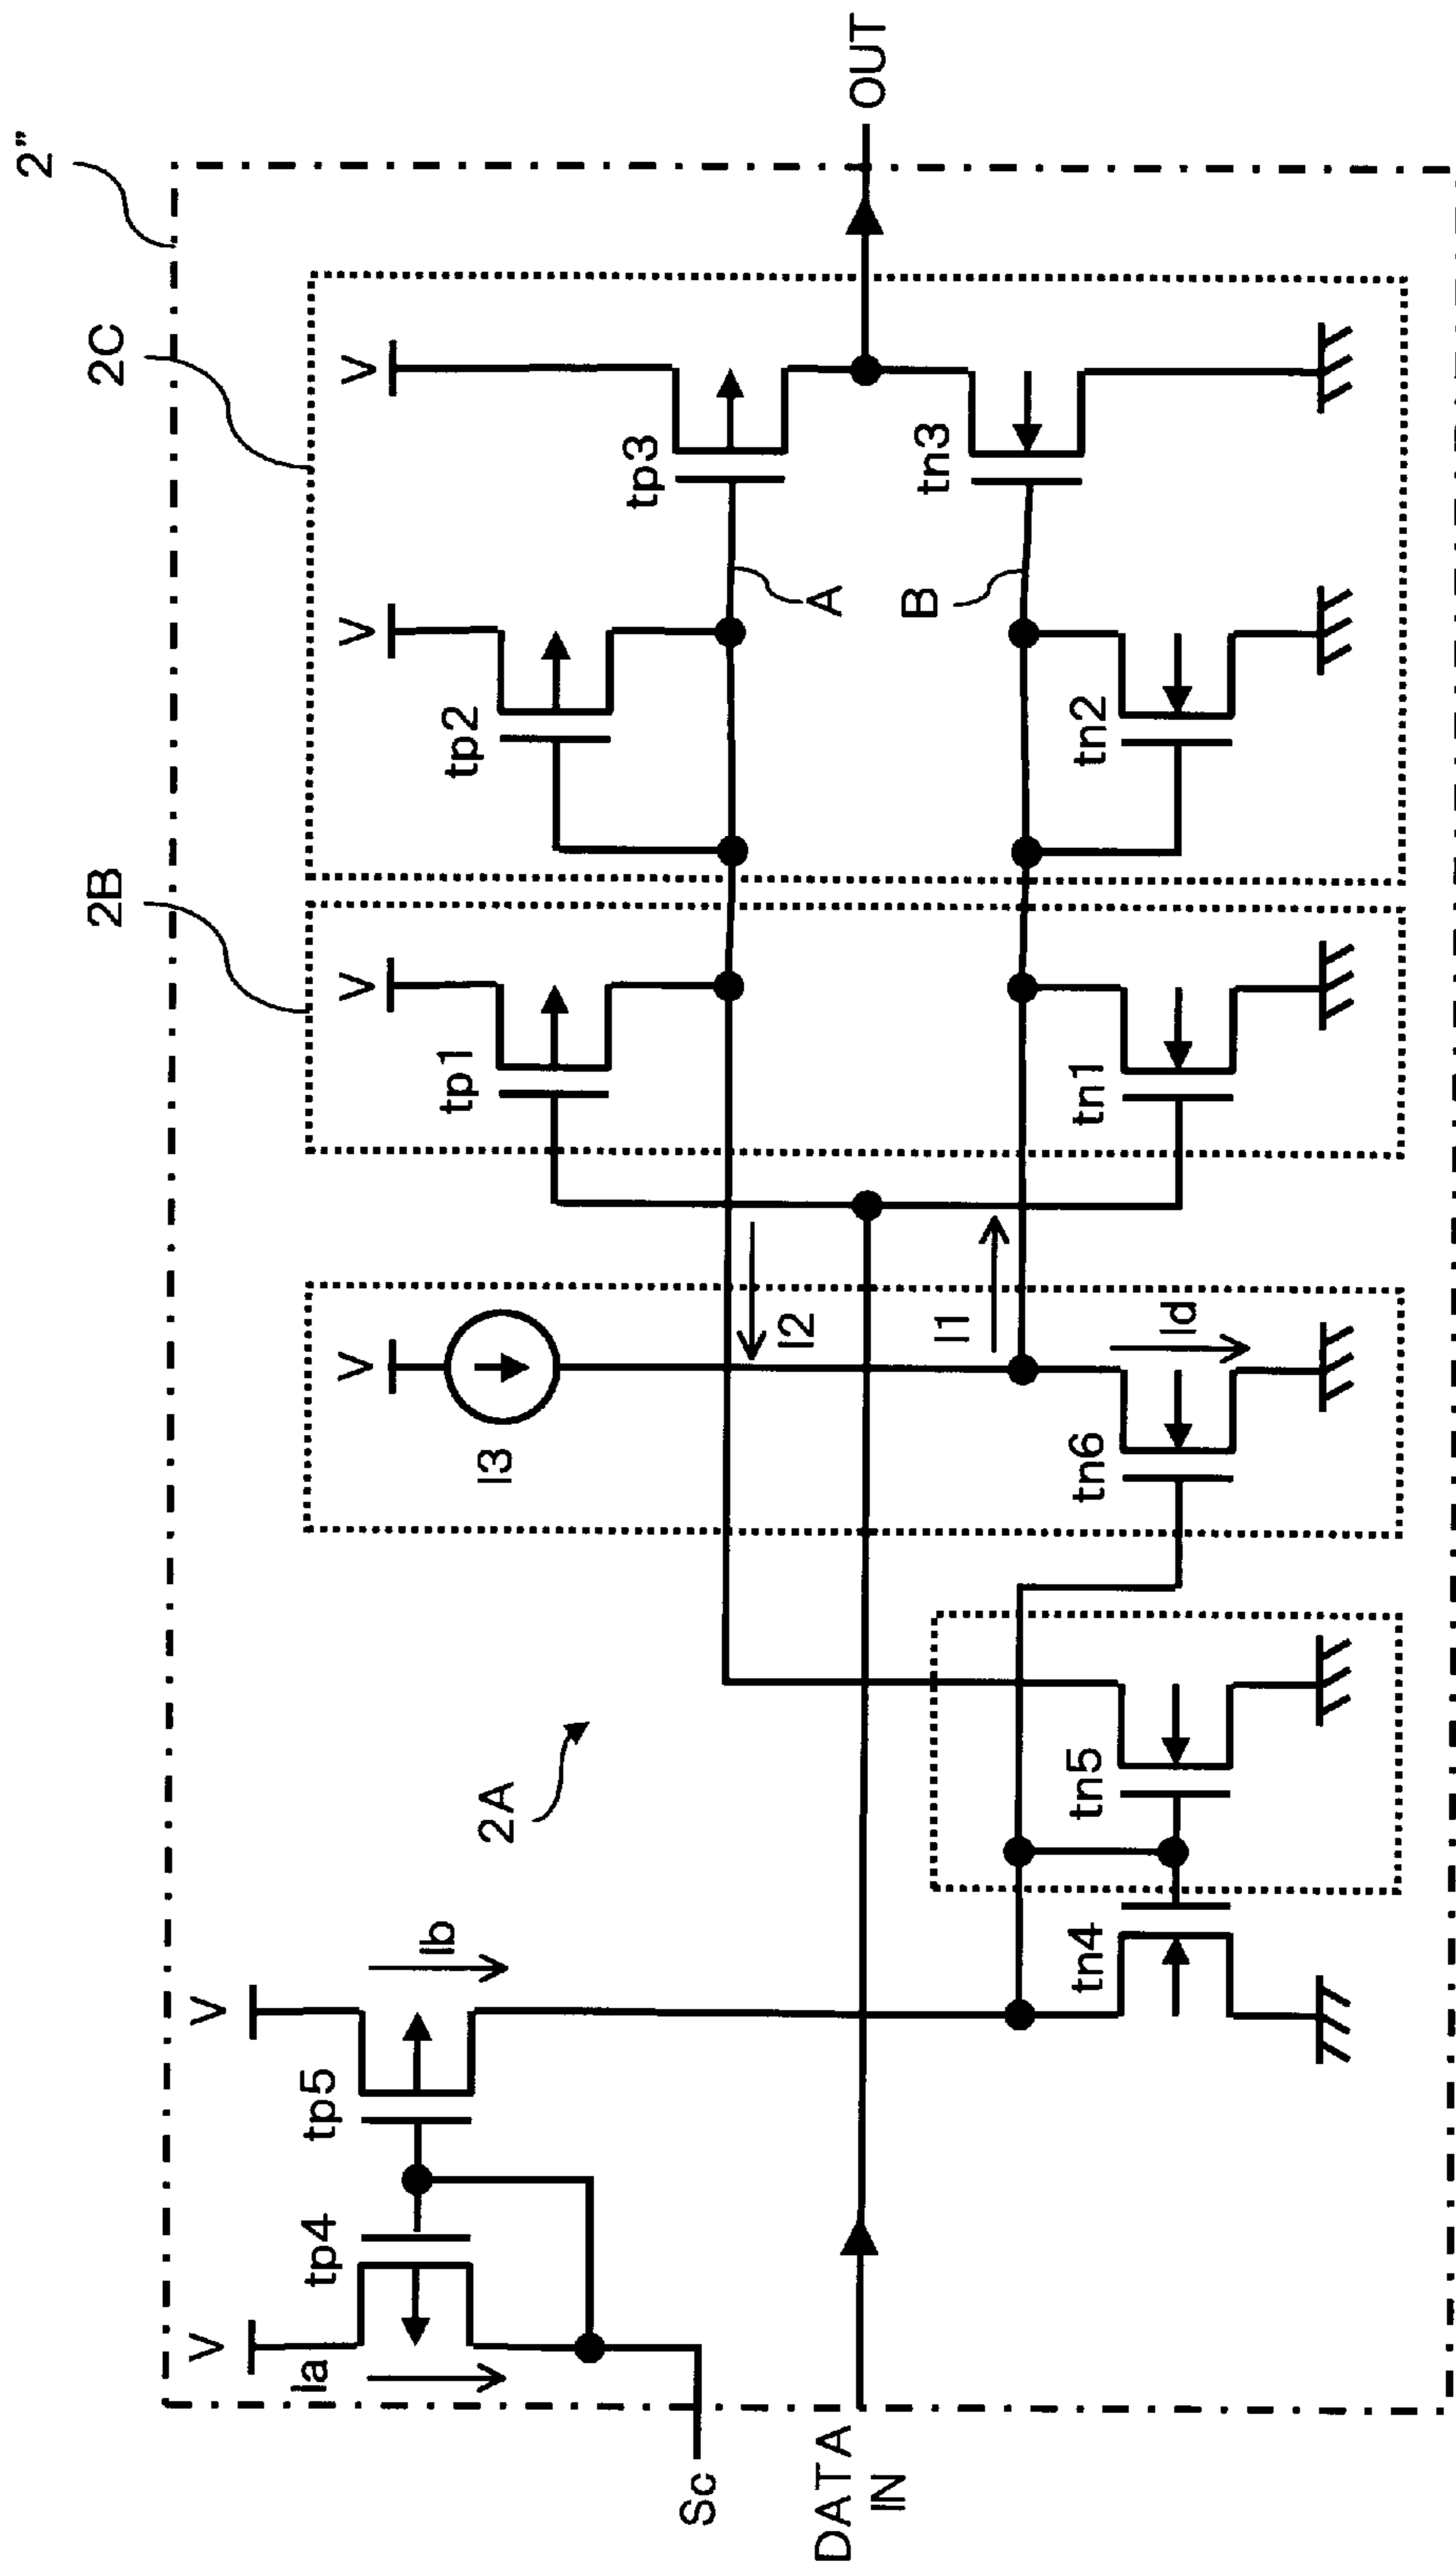 2”
2C
2B
2A
V
V
V
V
V
V
Ia
Ib
tp4
tp5
I3
tp1
tp2
tp3
A
I2
I1
B
Sc
DATA
IN
OUT
tn4
tn5
tn6
Id
tn1
tn2
tn3